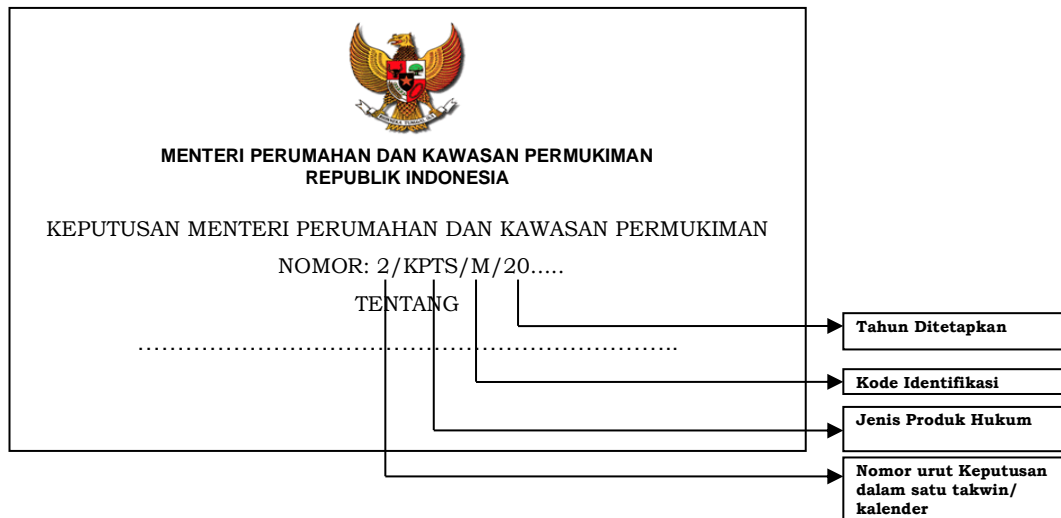 MENTERI PERUMAHAN DAN KAWASAN PERMUKIMAN
REPUBLIK INDONESIA
KEPUTUSAN MENTERI PERUMAHAN DAN KAWASAN PERMUKIMAN
NOMOR: 2/KPTS/M/20.....
TENTANG
…………………………………………………………..
Tahun Ditetapkan
Kode Identifikasi
Jenis Produk Hukum
Nomor urut Keputusan
dalam satu takwin/
kalender